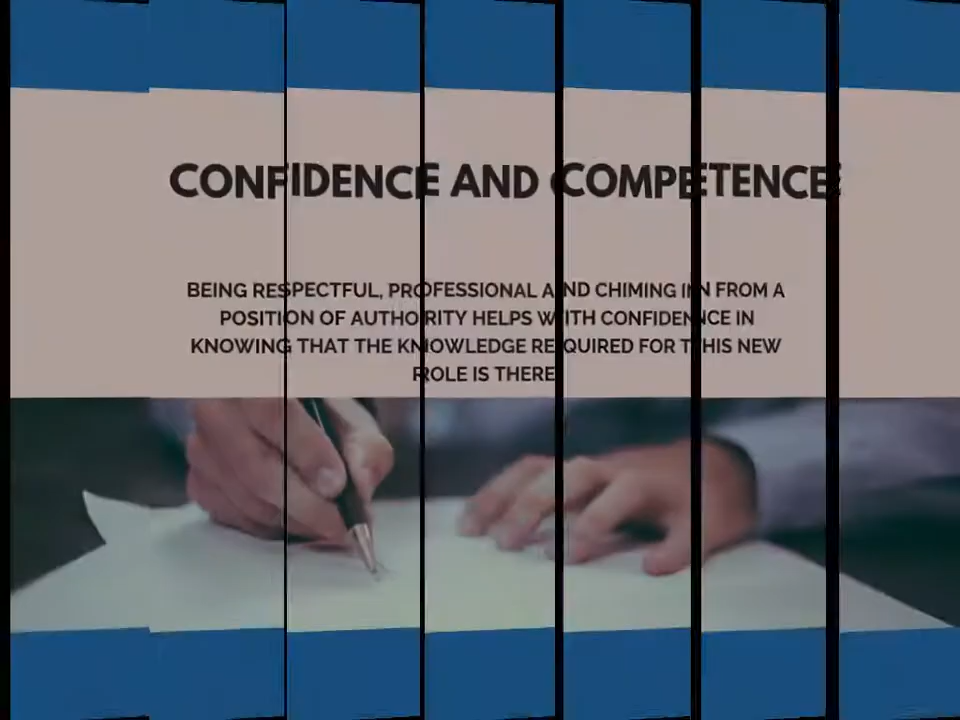 CONFIDENCE AND COMPETENCE
BEING RESPECTFUL, PROFESSIONAL AND CHIMING IN FROM A
POSITION OF AUTHORITY HELPS WITH CONFIDENCE IN
KNOWING THAT THE KNOWLEDGE REQUIRED FOR THIS NEW
ROLE IS THERE